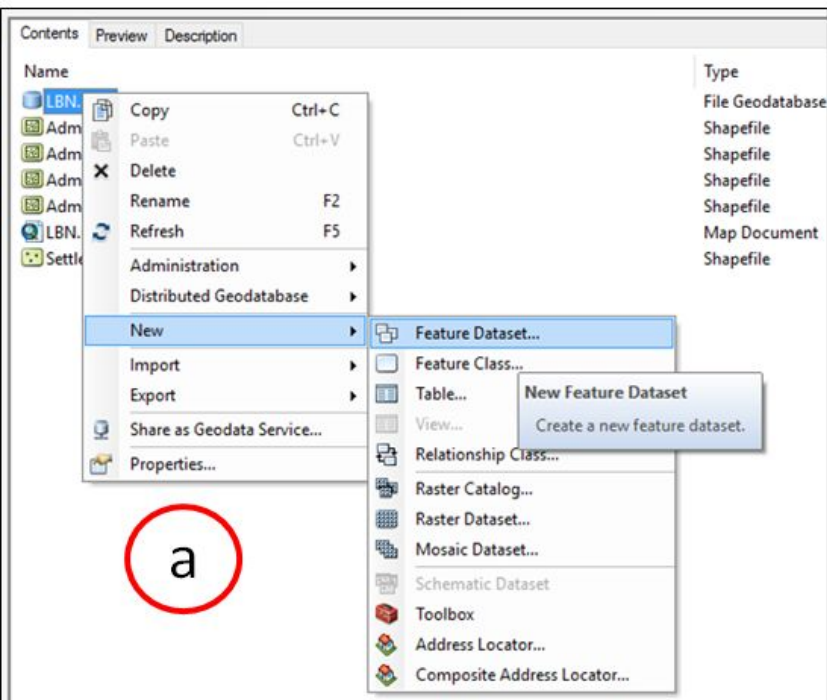 Contents Preview Description
Name Type
LBN. File Geodatabase
Adm Shapefile
Adm Shapefile
Adm Shapefile
Adm Shapefile
LBN. Map Document
Settle Shapefile
Copy Ctrl+C
Paste Ctrl+V
Delete
Rename F2
Refresh F5
Administration
Distributed Geodatabase
New
Import
Export
Share as Geodata Service...
Properties...
Feature Dataset...
Feature Class...
Table...
View...
Relationship Class...
Raster Catalog...
Raster Dataset...
Mosaic Dataset...
Schematic Dataset
Toolbox
Address Locator...
Composite Address Locator...
New Feature Dataset
Create a new feature dataset.
a